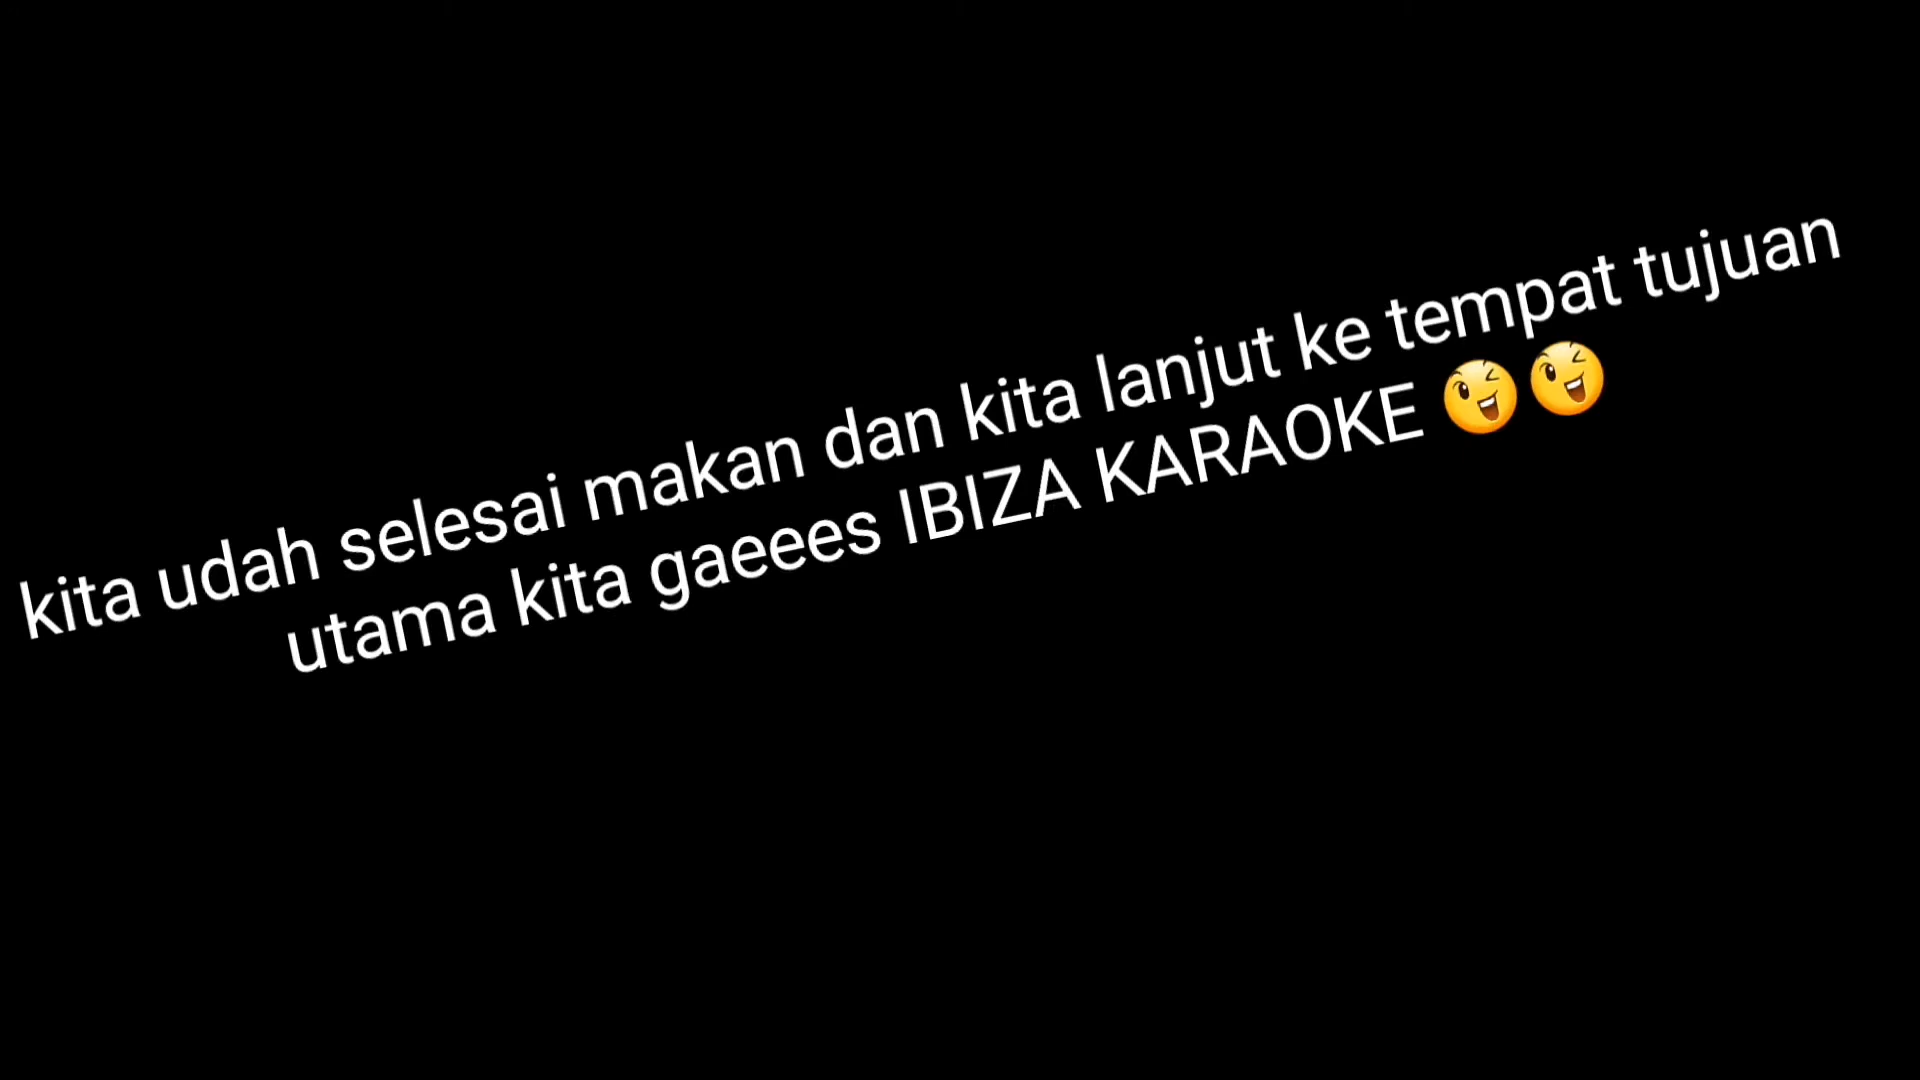 kita udah selesai makan dan kita lanjut ke tempat tujuan
utama kita gaeees IBIZA KARAOKE 😉😉